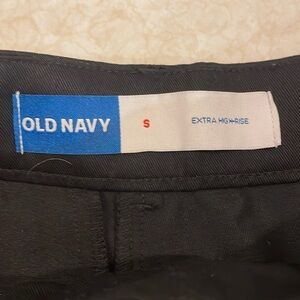 OLD NAVY S EXTRA HIGH-RISE